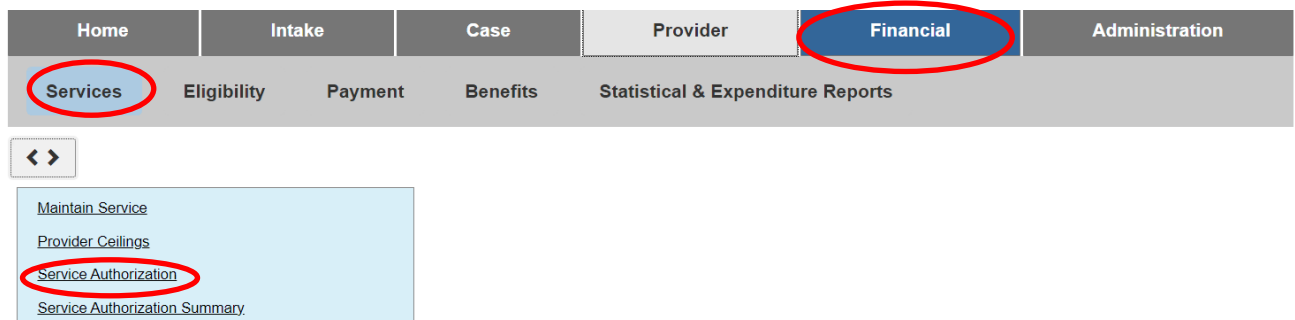 Home Intake Case Provider Financial Administration
Services Eligibility Payment Benefits Statistical & Expenditure Reports
Maintain Service
Provider Ceilings
Service Authorization
Service Authorization Summary